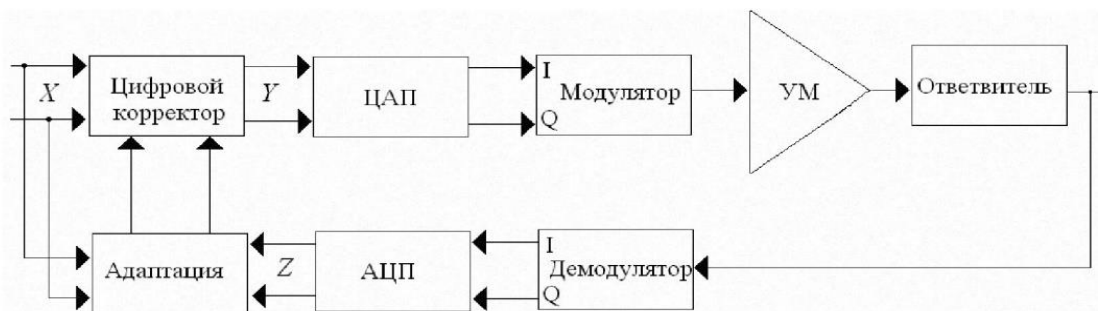 X
Цифровой
корректор
Y
ЦАП
I
Модулятор
Q
УМ
Ответвитель
Адаптация
Z
АЦП
I
Демодулятор
Q